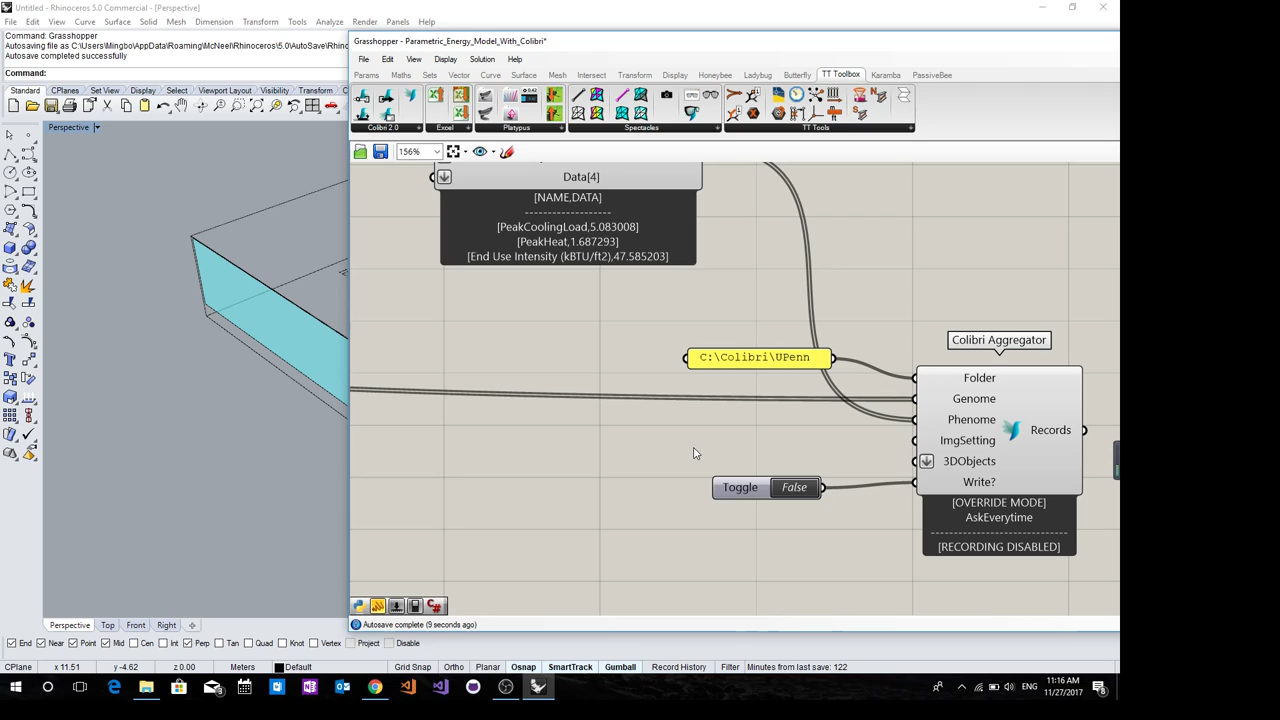 Untitled - Rhinoceros 5.0 Commercial - [Perspective]
File Edit View Curve Surface Solid Mesh Dimension Transform Tools Analyze Render Panels Help
Command: Grasshopper
Autosaving file as C:\Users\Mingbo\AppData\Roaming\McNeel\Rhinoceros\5.0\AutoSave\Rhino
Autosave completed successfully
Command:
Standard CPlanes Set View Display Select Viewport Layout Visibility Transform
Perspective
Grasshopper - Parametric_Energy_Model_With_Colibri*
File Edit View Display Solution Help
Params Maths Sets Vector Curve Surface Mesh Intersect Transform Display Honeybee Ladybug Butterfly TT Toolbox Karamba PassiveBee
Colibri 2.0 Excel Platypus Spectacles TT Tools
156%
Data[4]
[NAME,DATA]
--------------------
[PeakCoolingLoad,5.083008]
[PeakHeat,1.687293]
[End Use Intensity (kBTU/ft2),47.585203]
C:\Colibri\UPenn
Colibri Aggregator
Folder
Genome
Phenome
ImgSetting
3DObjects
Write?
Records
Toggle False
[OVERRIDE MODE]
AskEverytime
------------------------------
[RECORDING DISABLED]
Autosave complete (9 seconds ago)
Perspective Top Front Right
End Near Point Mid Cen Int Perp Tan Quad Knot Vertex Project Disable
CPlane x 11.51 y -4.62 z 0.00 Meters Default Grid Snap Ortho Planar Osnap SmartTrack Gumball Record History Filter Minutes from last save: 122
ENG
11:16 AM
11/27/2017